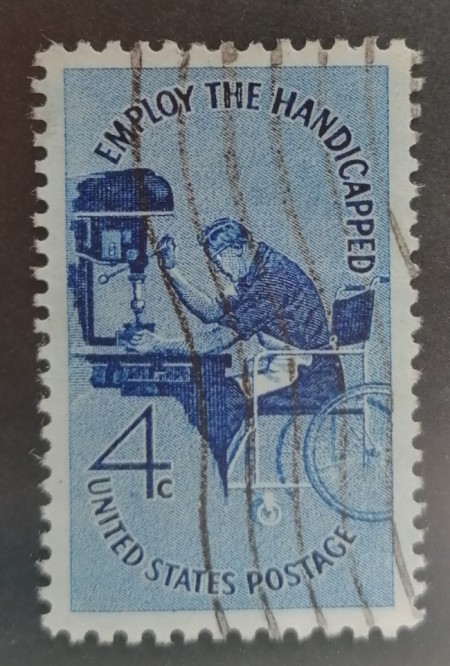 EMPLOY THE HANDICAPPED
4c
UNITED STATES POSTAGE